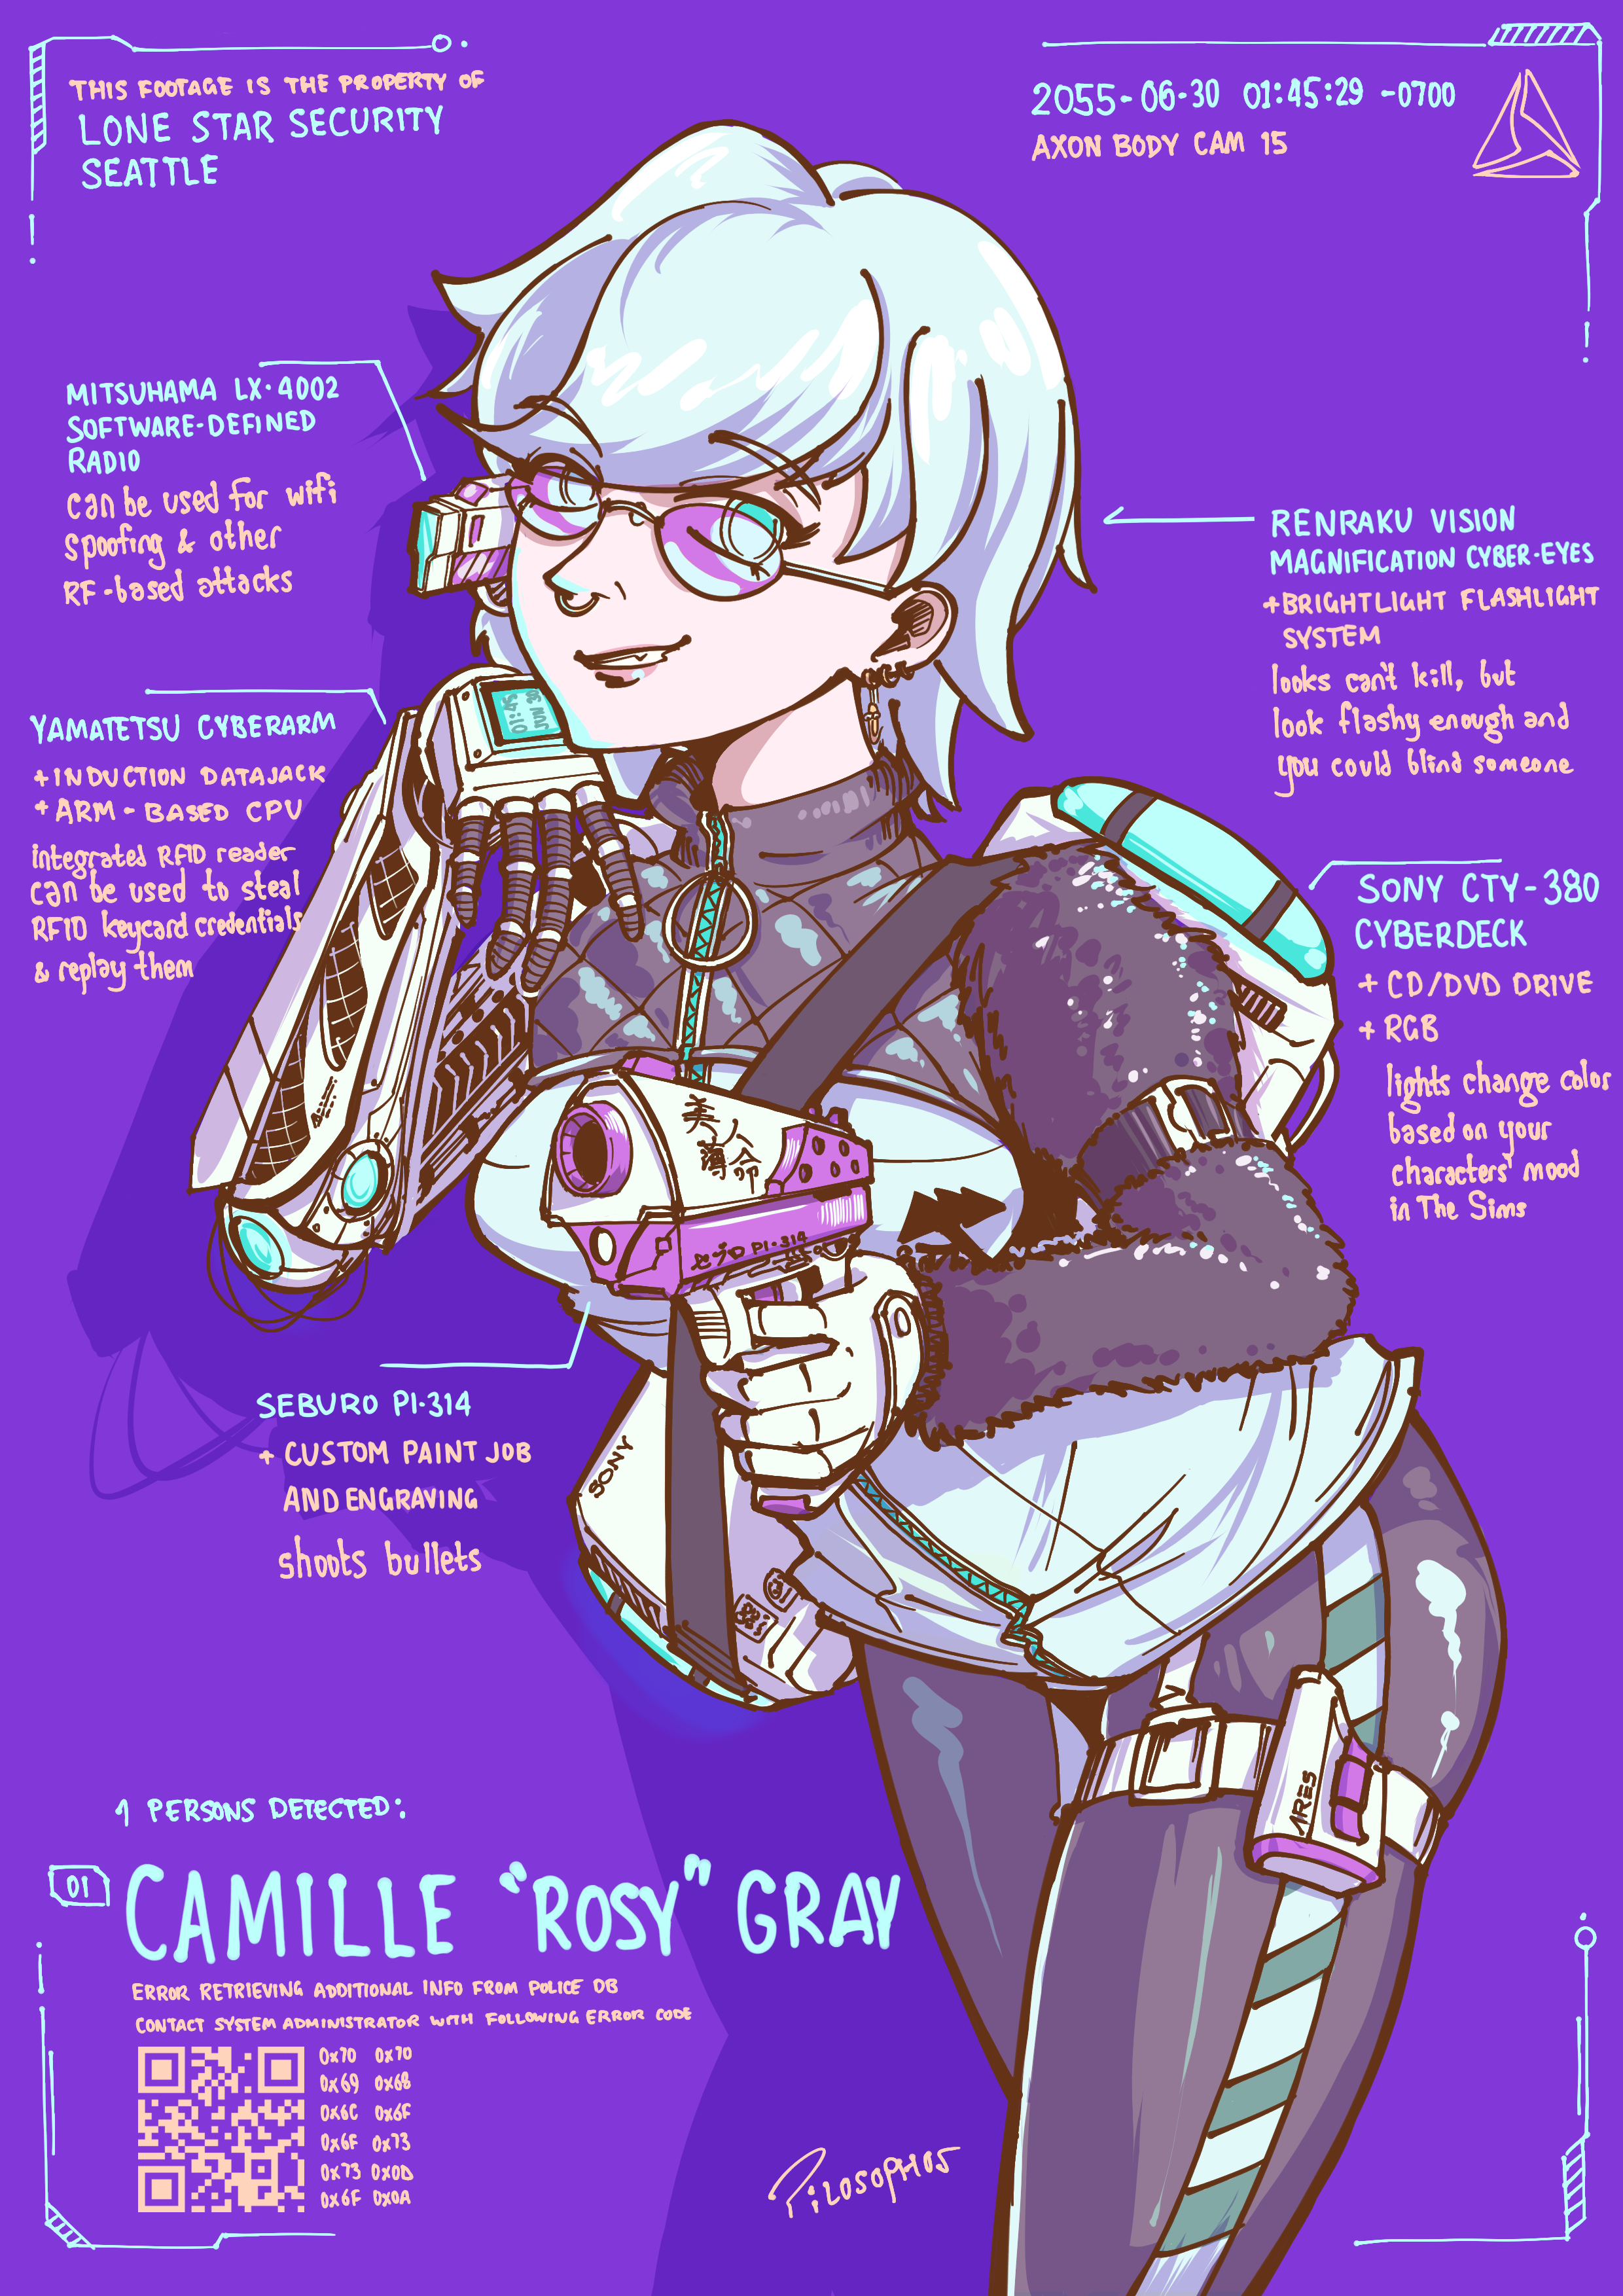 THIS FOOTAGE IS THE PROPERTY OF
LONE STAR SECURITY
SEATTLE
2055-06-30 01:45:29 -0700
AXON BODY CAM 15
MITSUHAMA LX-4002
SOFTWARE-DEFINED
RADIO
can be used for wifi
spoofing & other
RF-based attacks
RENRAKU VISION
MAGNIFICATION CYBER-EYES
+BRIGHTLIGHT FLASHLIGHT
SYSTEM
looks can't kill, but
look flashy enough and
you could blind someone
YAMATETSU CYBERARM
+INDUCTION DATAJACK
+ARM-BASED CPU
integrated RFID reader
can be used to steal
RFID keycard credentials
& replay them
30 JUN
01:45
SONY CTY-380
CYBERDECK
+ CD/DVD DRIVE
+ RGB
lights change color
based on your
characters' mood
in The Sims
美人
薄命
セブロ PI-314
SEBURO PI-314
+ CUSTOM PAINT JOB
AND ENGRAVING
shoots bullets
SONY
ARES
1 PERSONS DETECTED:
01
CAMILLE "ROSY" GRAY
ERROR RETRIEVING ADDITIONAL INFO FROM POLICE DB
CONTACT SYSTEM ADMINISTRATOR WITH FOLLOWING ERROR CODE
0x70 0x70
0x69 0x68
0x6C 0x6F
0x6F 0x73
0x73 0x0D
0x6F 0x0A
PiLOSOPHOS